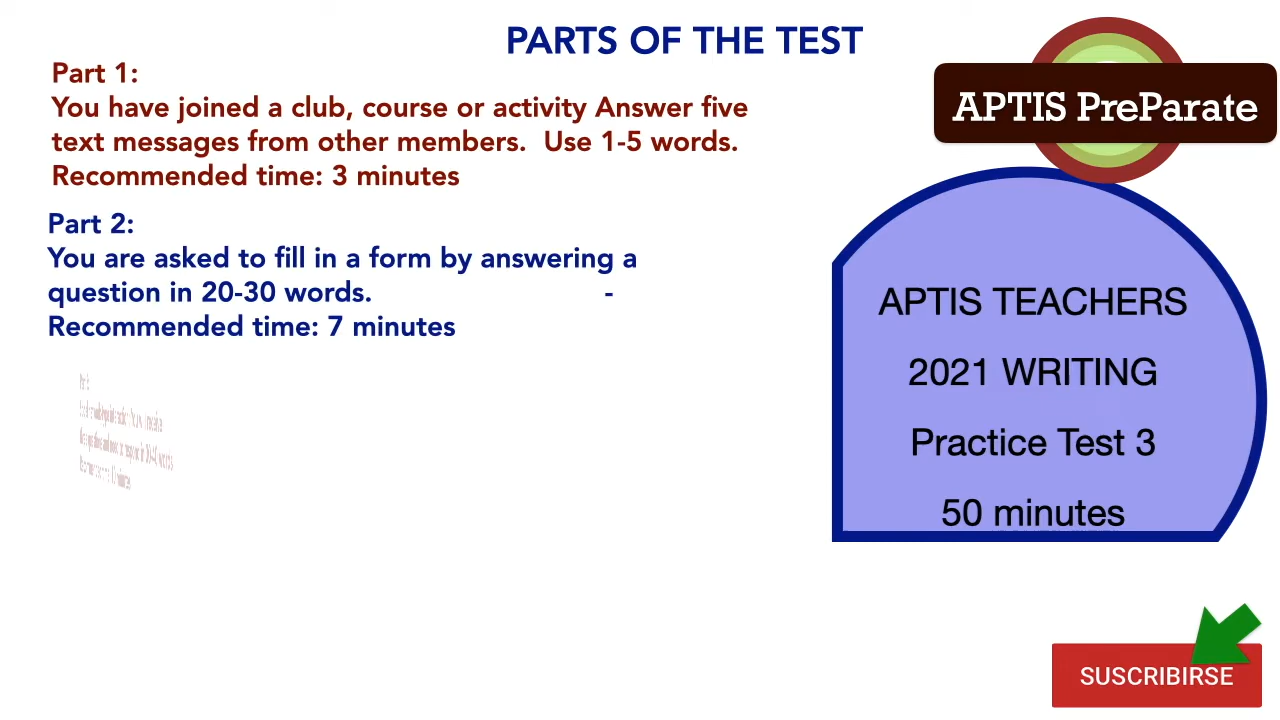 PARTS OF THE TEST
Part 1:
You have joined a club, course or activity Answer five
text messages from other members. Use 1-5 words.
Recommended time: 3 minutes
Part 2:
You are asked to fill in a form by answering a
question in 20-30 words. -
Recommended time: 7 minutes
APTIS PreParate
APTIS TEACHERS
2021 WRITING
Practice Test 3
50 minutes
SUSCRIBIRSE